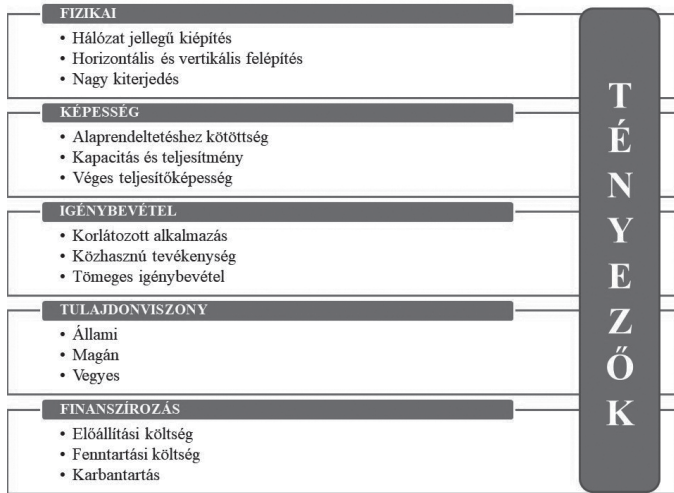 FIZIKAI
• Hálózat jellegű kiépítés
• Horizontális és vertikális felépítés
• Nagy kiterjedés
KÉPESSÉG
• Alaprendeltetéshez kötöttség
• Kapacitás és teljesítmény
• Véges teljesítőképesség
IGÉNYBEVÉTEL
• Korlátozott alkalmazás
• Közhasznú tevékenység
• Tömeges igénybevétel
TULAJDONVISZONY
• Állami
• Magán
• Vegyes
FINANSZÍROZÁS
• Előállítási költség
• Fenntartási költség
• Karbantartás
TÉNYEZŐK